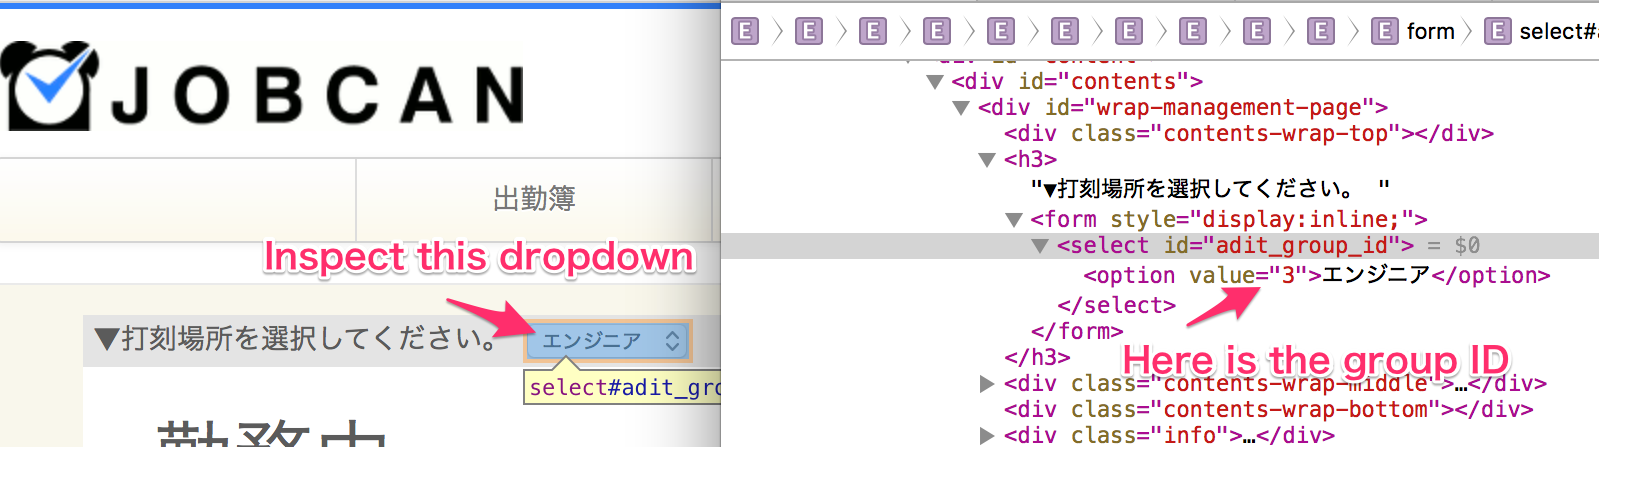 JOBCAN
出勤簿
Inspect this dropdown
▼打刻場所を選択してください。 エンジニア
select#adit_gro
勤務中
E E E E E E E E E E E form E select#a
<div id="contents">
<div id="wrap-management-page">
<div class="contents-wrap-top"></div>
<h3>
"▼打刻場所を選択してください。 "
<form style="display:inline;">
<select id="adit_group_id"> = $0
<option value="3">エンジニア</option>
</select>
</form>
</h3>
Here is the group ID
<div class="contents-wrap-middle">…</div>
<div class="contents-wrap-bottom"></div>
<div class="info">…</div>